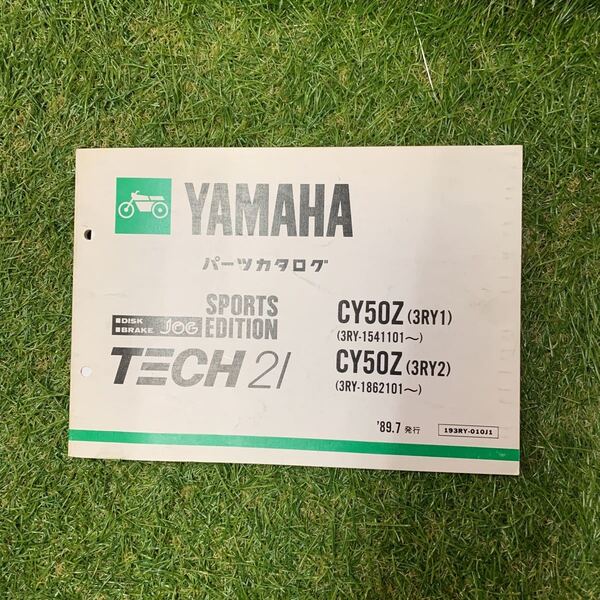 YAMAHA
パーツカタログ
■DISK
■BRAKE JOG
SPORTS
EDITION
TECH 21
CY50Z (3RY1)
(3RY-1541101〜)
CY50Z (3RY2)
(3RY-1862101〜)
'89.7 発行
193RY-010J1